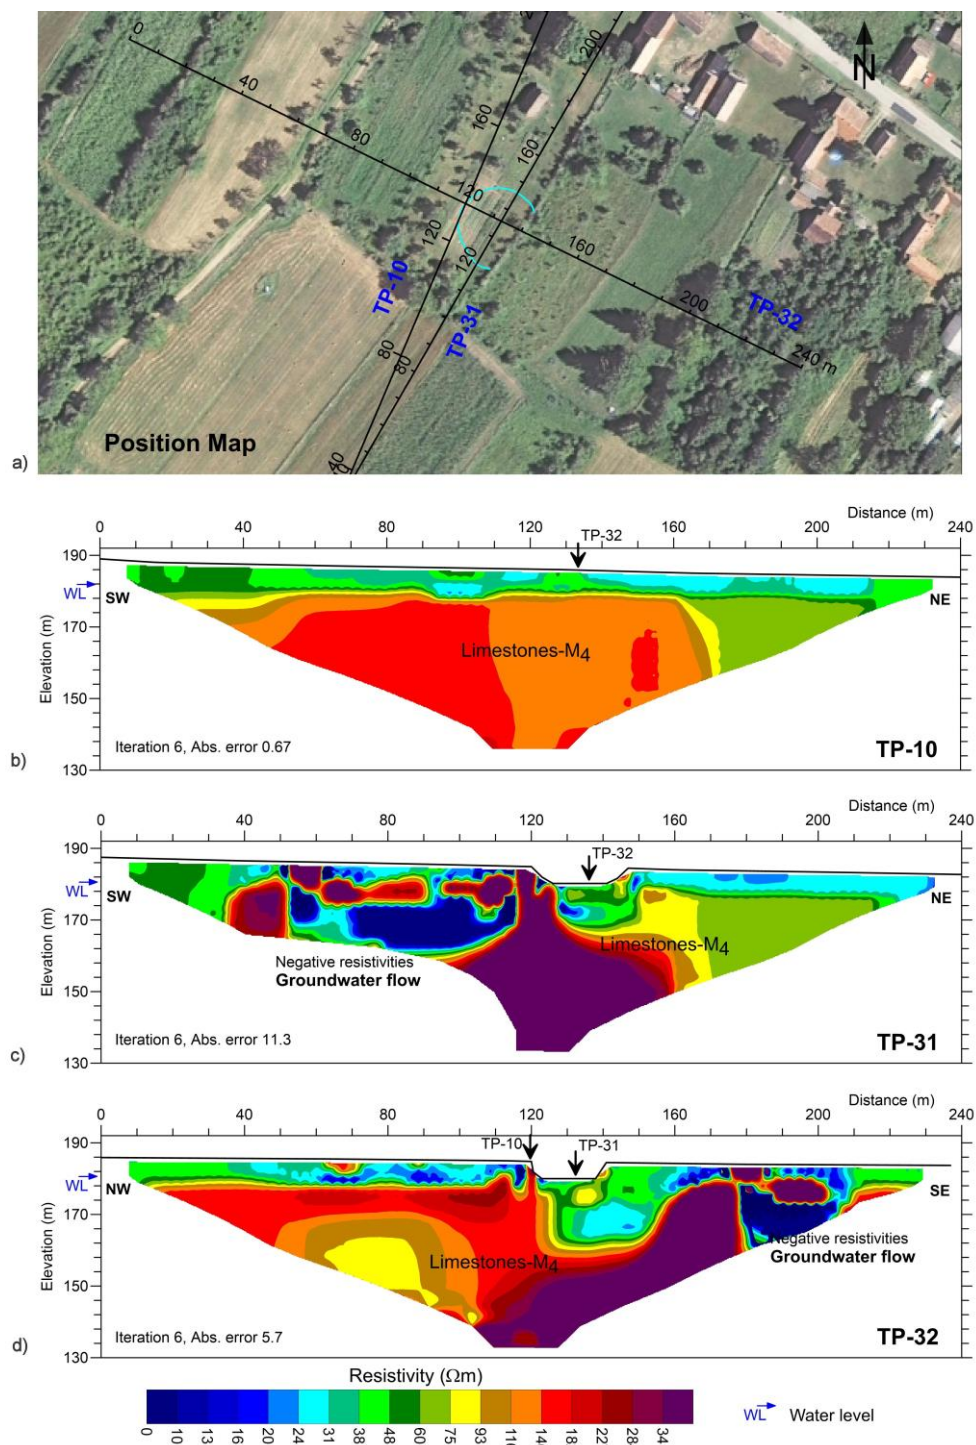 0
40
80
120
160
200
240 m
160
120
80
40
200
160
120
80
TP-10
TP-31
TP-32
N
Position Map
a)
Distance (m)
0 40 80 120 160 200 240
TP-32
190
170
150
130
Elevation (m)
WL
SW
NE
Limestones-M4
Iteration 6, Abs. error 0.67
TP-10
b)
Distance (m)
0 40 80 120 160 200 240
TP-32
190
170
150
130
Elevation (m)
WL
SW
NE
Limestones-M4
Negative resistivities
Groundwater flow
Iteration 6, Abs. error 11.3
TP-31
c)
Distance (m)
0 40 80 120 160 200 240
TP-10 TP-31
190
170
150
130
Elevation (m)
WL
NW
SE
Limestones-M4
Negative resistivities
Groundwater flow
Iteration 6, Abs. error 5.7
TP-32
d)
Resistivity (Ωm)
0 10 13 16 20 24 31 38 48 60 75 93 116 14 18 22 28 34
WL Water level